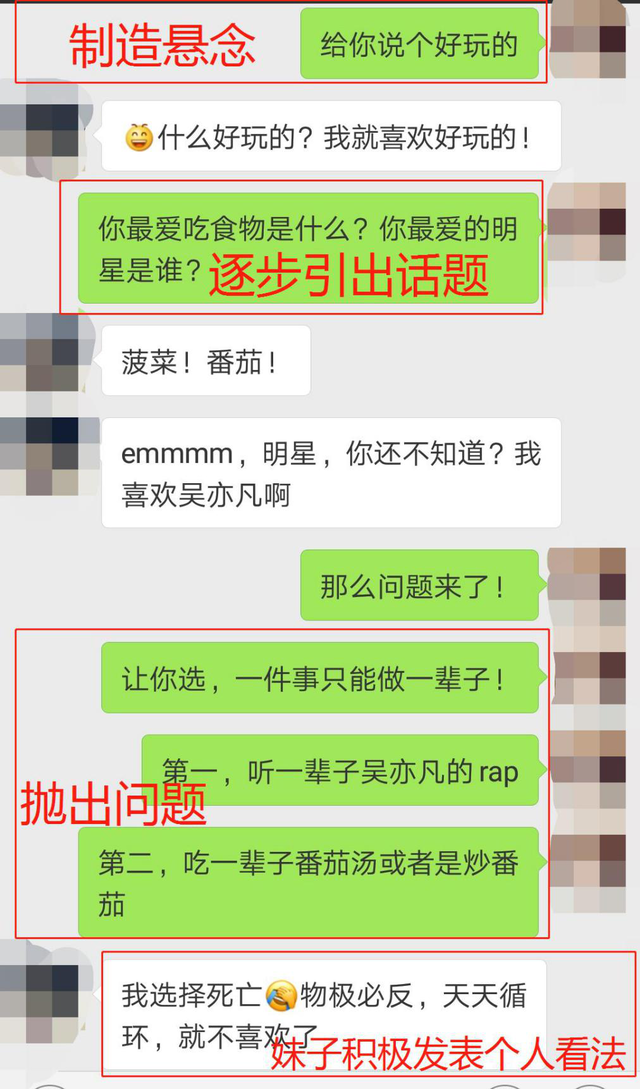 制造悬念
给你说个好玩的
什么好玩的？我就喜欢好玩的！
你最爱吃食物是什么？你最爱的明
星是谁？
逐步引出话题
菠菜！番茄！
emmmm，明星，你还不知道？我
喜欢吴亦凡啊
那么问题来了！
让你选，一件事只能做一辈子！
第一，听一辈子吴亦凡的rap
抛出问题
第二，吃一辈子番茄汤或者是炒番
茄
我选择死亡🤣物极必反，天天循
环，就不喜欢了
妹子积极发表个人看法